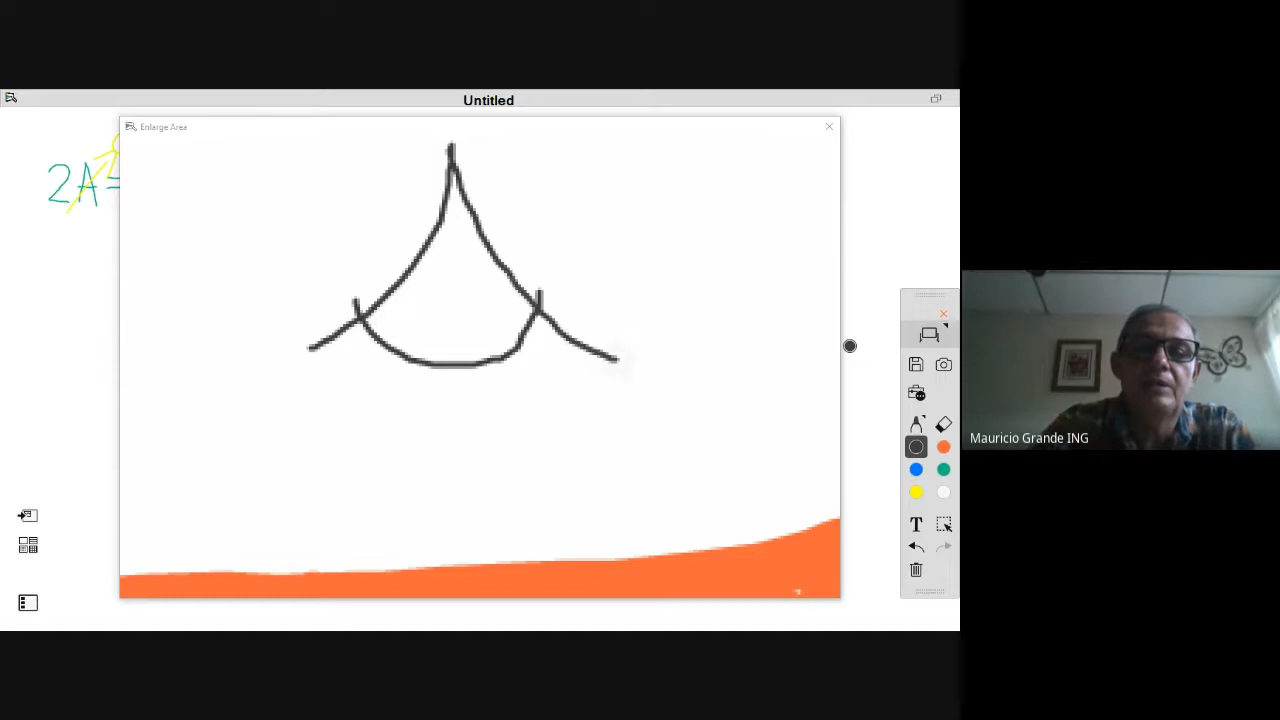 Untitled
Enlarge Area
2A=
T
Mauricio Grande ING